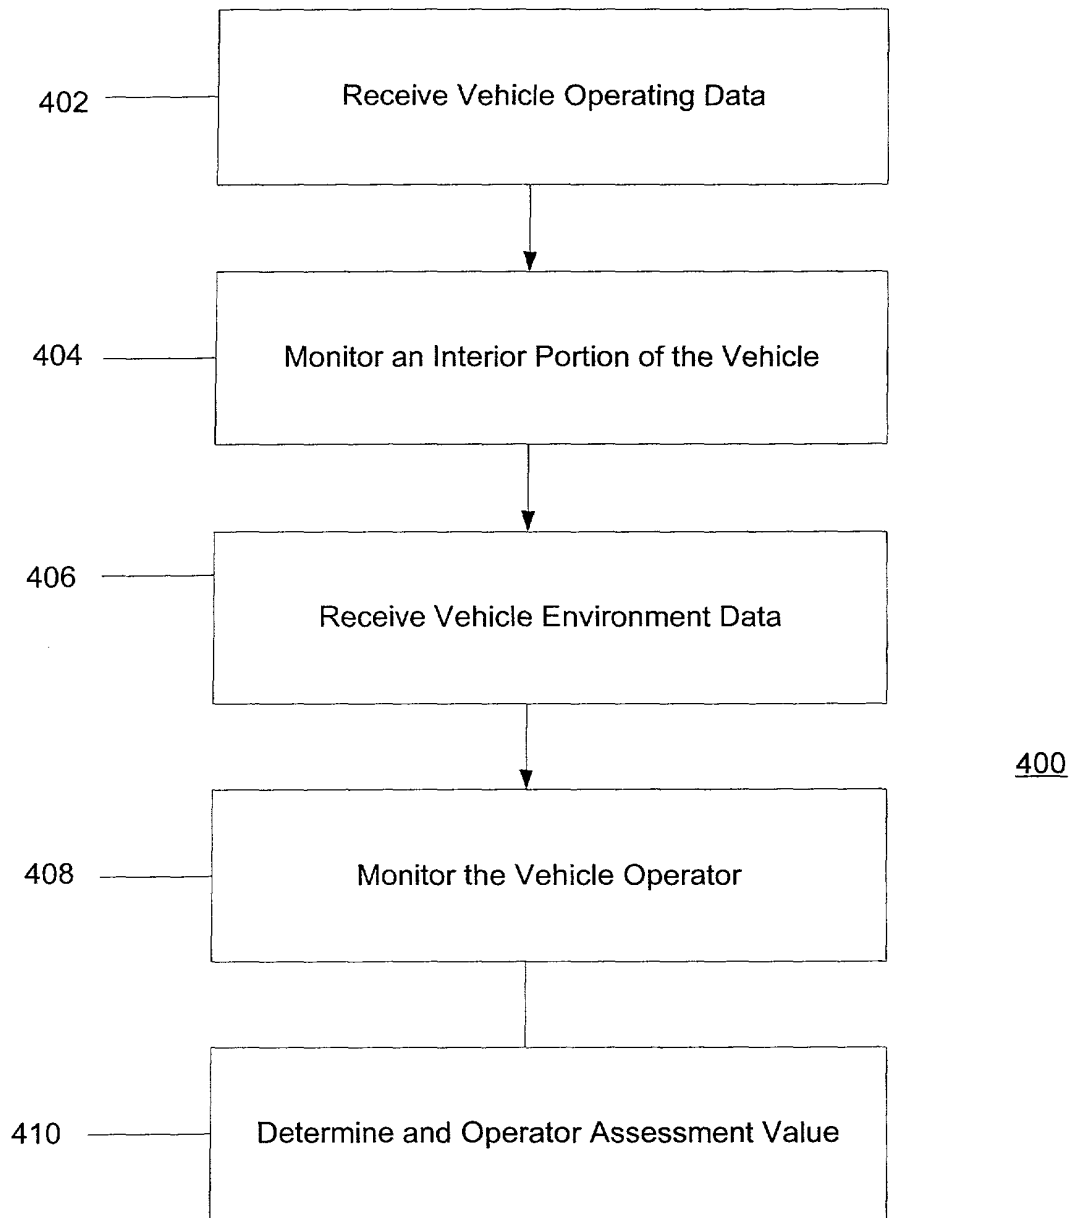 402
Receive Vehicle Operating Data
404
Monitor an Interior Portion of the Vehicle
406
Receive Vehicle Environment Data
400
408
Monitor the Vehicle Operator
410
Determine and Operator Assessment Value